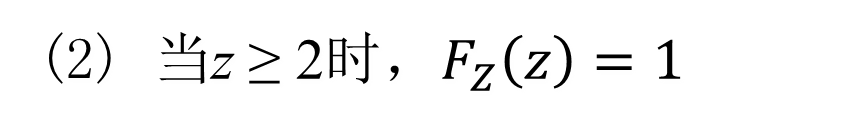 (2) 当z ≥ 2时，F_Z(z) = 1